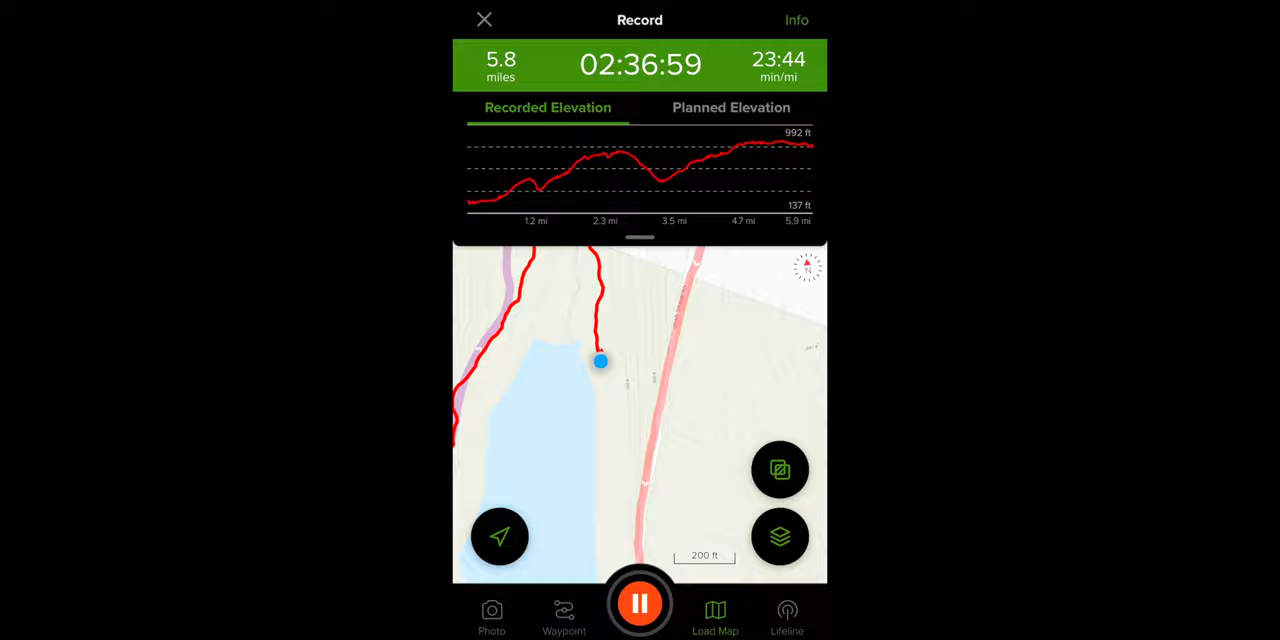 Record
Info
5.8
miles
02:36:59
23:44
min/mi
Recorded Elevation
Planned Elevation
992 ft
137 ft
1.2 mi
2.3 mi
3.5 mi
4.7 mi
5.9 mi
N
200 ft
Photo
Waypoint
Load Map
Lifeline